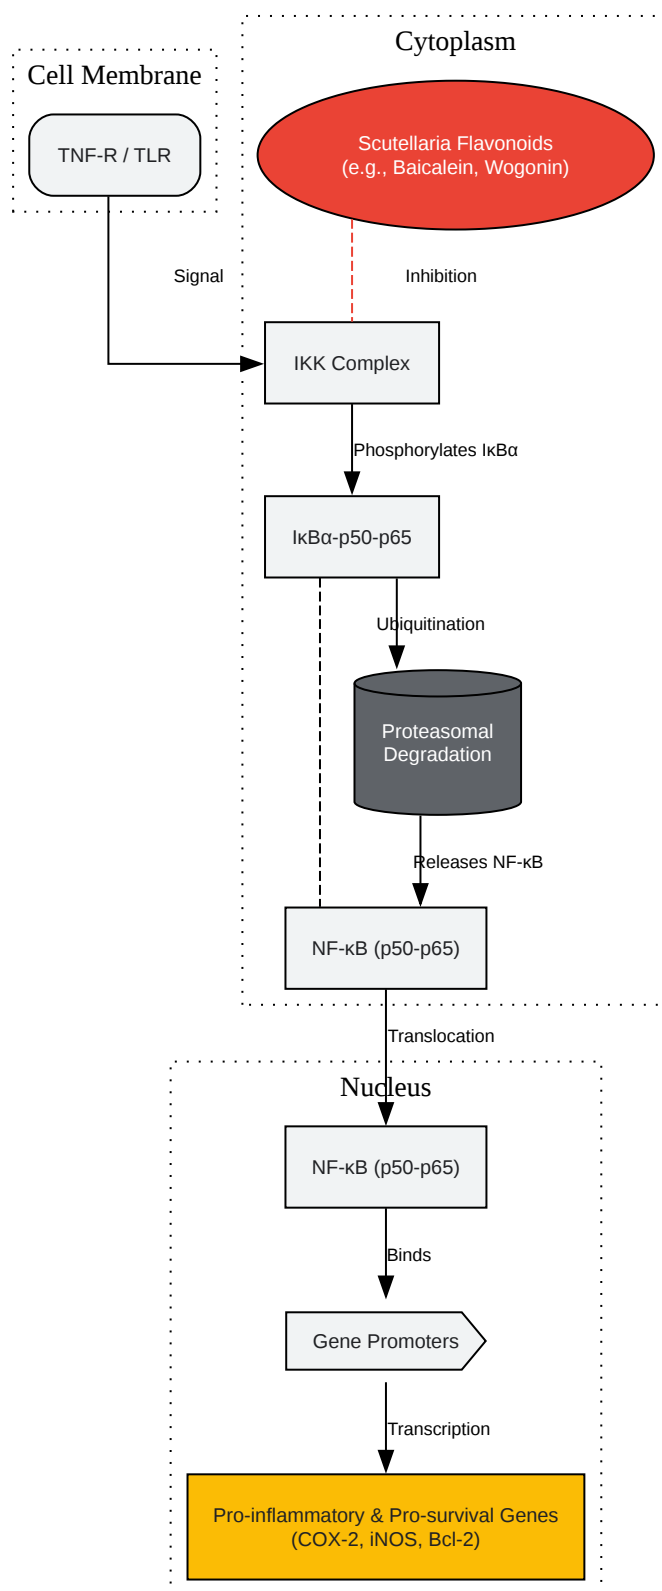 Cytoplasm
Cell Membrane
TNF-R / TLR
Scutellaria Flavonoids
(e.g., Baicalein, Wogonin)
Signal
Inhibition
IKK Complex
Phosphorylates IκBα
IκBα-p50-p65
Ubiquitination
Proteasomal
Degradation
Releases NF-κB
NF-κB (p50-p65)
Translocation
Nucleus
NF-κB (p50-p65)
Binds
Gene Promoters
Transcription
Pro-inflammatory & Pro-survival Genes
(COX-2, iNOS, Bcl-2)